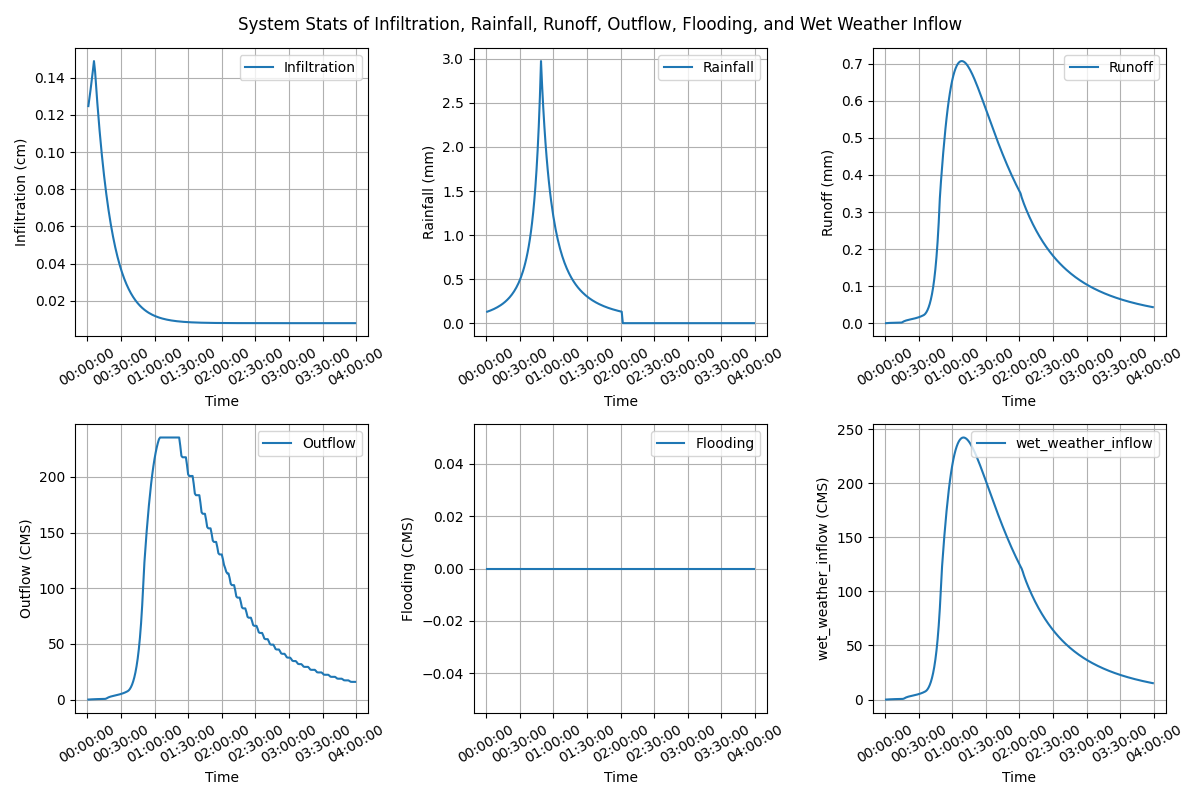 System Stats of Infiltration, Rainfall, Runoff, Outflow, Flooding, and Wet Weather Inflow
Infiltration
Infiltration (cm)
0.14
0.12
0.10
0.08
0.06
0.04
0.02
00:00:00 00:30:00 01:00:00 01:30:00 02:00:00 02:30:00 03:00:00 03:30:00 04:00:00
Time
Rainfall
Rainfall (mm)
3.0
2.5
2.0
1.5
1.0
0.5
0.0
00:00:00 00:30:00 01:00:00 01:30:00 02:00:00 02:30:00 03:00:00 03:30:00 04:00:00
Time
Runoff
Runoff (mm)
0.7
0.6
0.5
0.4
0.3
0.2
0.1
0.0
00:00:00 00:30:00 01:00:00 01:30:00 02:00:00 02:30:00 03:00:00 03:30:00 04:00:00
Time
Outflow
Outflow (CMS)
200
150
100
50
0
00:00:00 00:30:00 01:00:00 01:30:00 02:00:00 02:30:00 03:00:00 03:30:00 04:00:00
Time
Flooding
Flooding (CMS)
0.04
0.02
0.00
−0.02
−0.04
00:00:00 00:30:00 01:00:00 01:30:00 02:00:00 02:30:00 03:00:00 03:30:00 04:00:00
Time
wet_weather_inflow
wet_weather_inflow (CMS)
250
200
150
100
50
0
00:00:00 00:30:00 01:00:00 01:30:00 02:00:00 02:30:00 03:00:00 03:30:00 04:00:00
Time